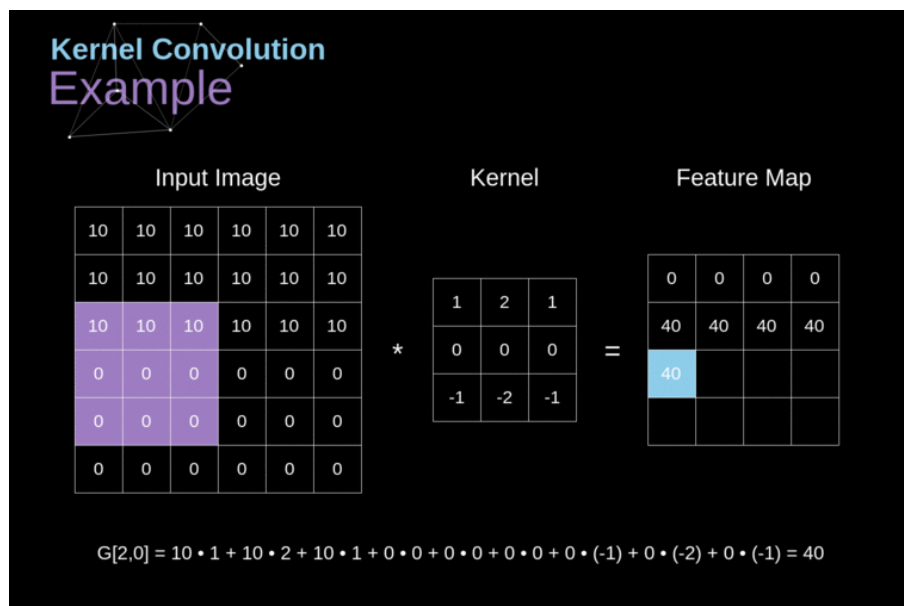 Kernel Convolution
Example
Input Image Kernel Feature Map
10 10 10 10 10 10
10 10 10 10 10 10
10 10 10 10 10 10
0 0 0 0 0 0
0 0 0 0 0 0
0 0 0 0 0 0
*
1 2 1
0 0 0
-1 -2 -1
=
0 0 0 0
40 40 40 40
40
G[2,0] = 10 • 1 + 10 • 2 + 10 • 1 + 0 • 0 + 0 • 0 + 0 • 0 + 0 • (-1) + 0 • (-2) + 0 • (-1) = 40